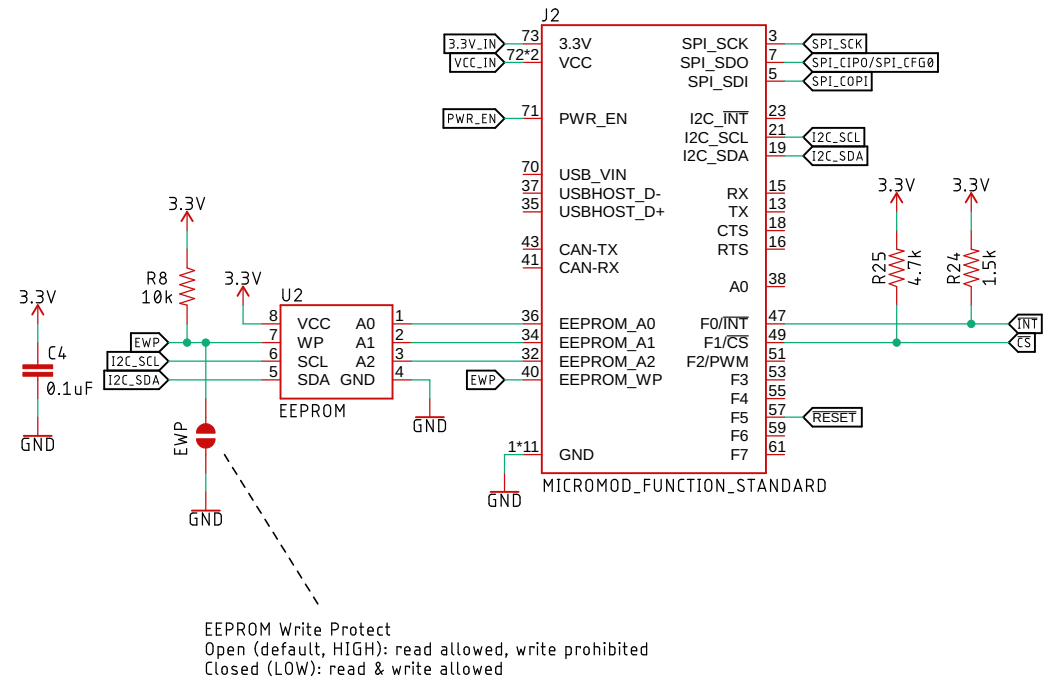 J2
3.3V_IN 73 3.3V SPI_SCK 3 SPI_SCK
VCC_IN 72*2 VCC SPI_SDO 7 SPI_CIPO/SPI_CFG0
SPI_SDI 5 SPI_COPI
PWR_EN 71 PWR_EN I2C_INT 23
I2C_SCL 21 I2C_SCL
I2C_SDA 19 I2C_SDA
70 USB_VIN
37 USBHOST_D- RX 15
35 USBHOST_D+ TX 13
CTS 18
43 CAN-TX RTS 16
41 CAN-RX
A0 38
3.3V 3.3V
R25 4.7k
R24 1.5k
3.3V
R8
10k
3.3V
U2
8 VCC A0 1 36 EEPROM_A0 F0/INT 47 INT
EWP 7 WP A1 2 34 EEPROM_A1 F1/CS 49 CS
I2C_SCL 6 SCL A2 3 32 EEPROM_A2 F2/PWM 51
I2C_SDA 5 SDA GND 4 EWP 40 EEPROM_WP F3 53
F4 55
EEPROM
GND
F5 57 RESET
F6 59
1*11 GND F7 61
GND
MICROMOD_FUNCTION_STANDARD
3.3V
C4
0.1uF
GND
EWP
GND
EEPROM Write Protect
Open (default, HIGH): read allowed, write prohibited
Closed (LOW): read & write allowed